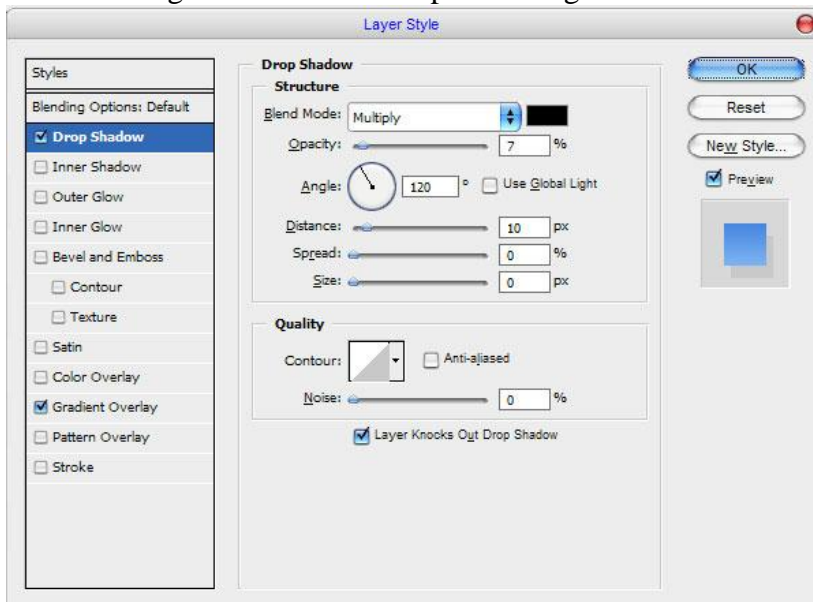 Layer Style
Styles
Blending Options: Default
Drop Shadow
Inner Shadow
Outer Glow
Inner Glow
Bevel and Emboss
Contour
Texture
Satin
Color Overlay
Gradient Overlay
Pattern Overlay
Stroke
Drop Shadow
Structure
Blend Mode: Multiply
Opacity: 7 %
Angle: 120 ° Use Global Light
Distance: 10 px
Spread: 0 %
Size: 0 px
Quality
Contour: Anti-aliased
Noise: 0 %
Layer Knocks Out Drop Shadow
OK
Reset
New Style...
Preview